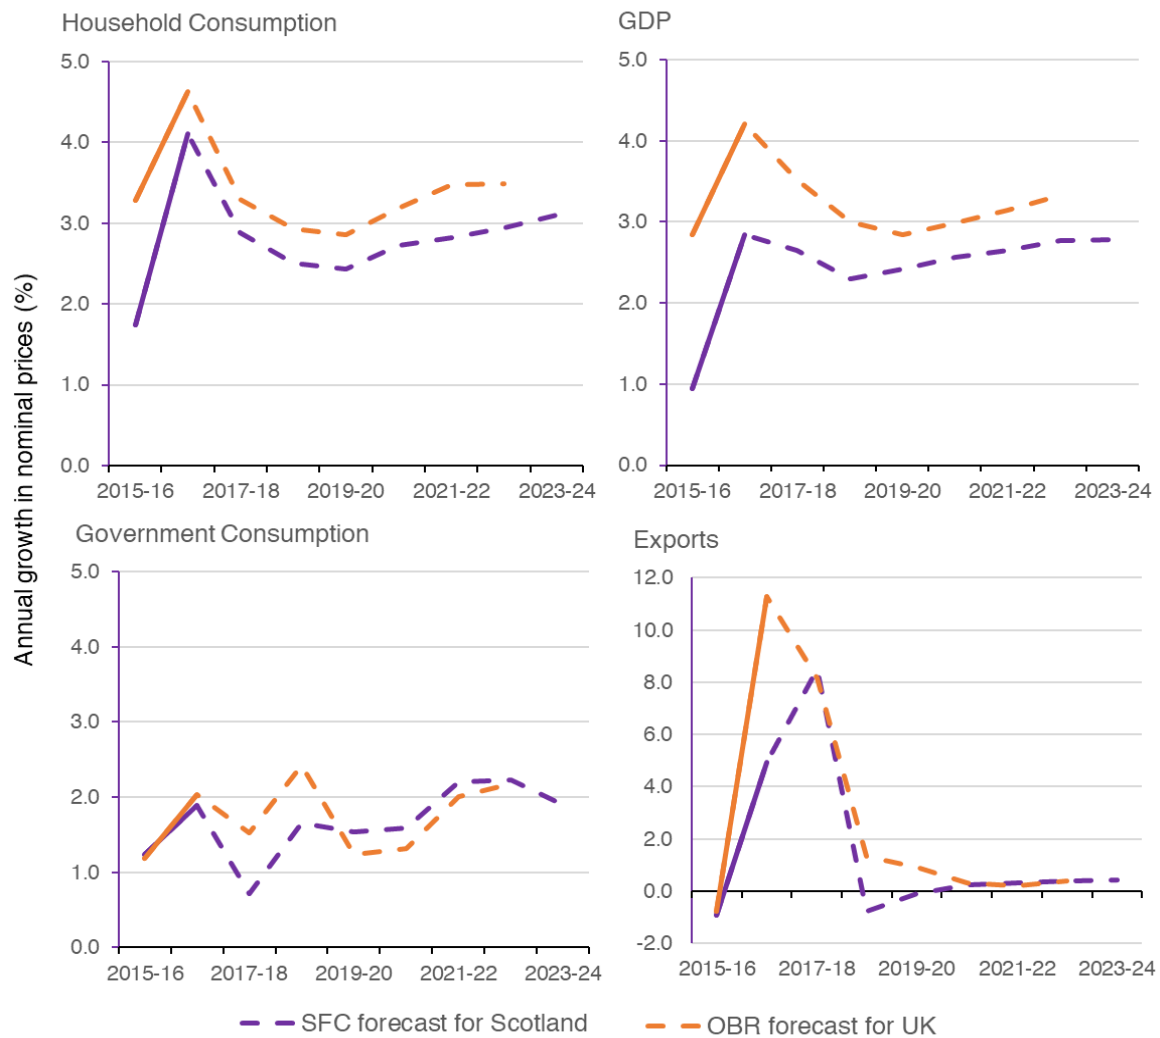 Household Consumption
5.0
4.0
3.0
2.0
1.0
0.0
2015-16 2017-18 2019-20 2021-22 2023-24
GDP
5.0
4.0
3.0
2.0
1.0
0.0
2015-16 2017-18 2019-20 2021-22 2023-24
Annual growth in nominal prices (%)
Government Consumption
5.0
4.0
3.0
2.0
1.0
0.0
2015-16 2017-18 2019-20 2021-22 2023-24
Exports
12.0
10.0
8.0
6.0
4.0
2.0
0.0
-2.0
2015-16 2017-18 2019-20 2021-22 2023-24
SFC forecast for Scotland
OBR forecast for UK